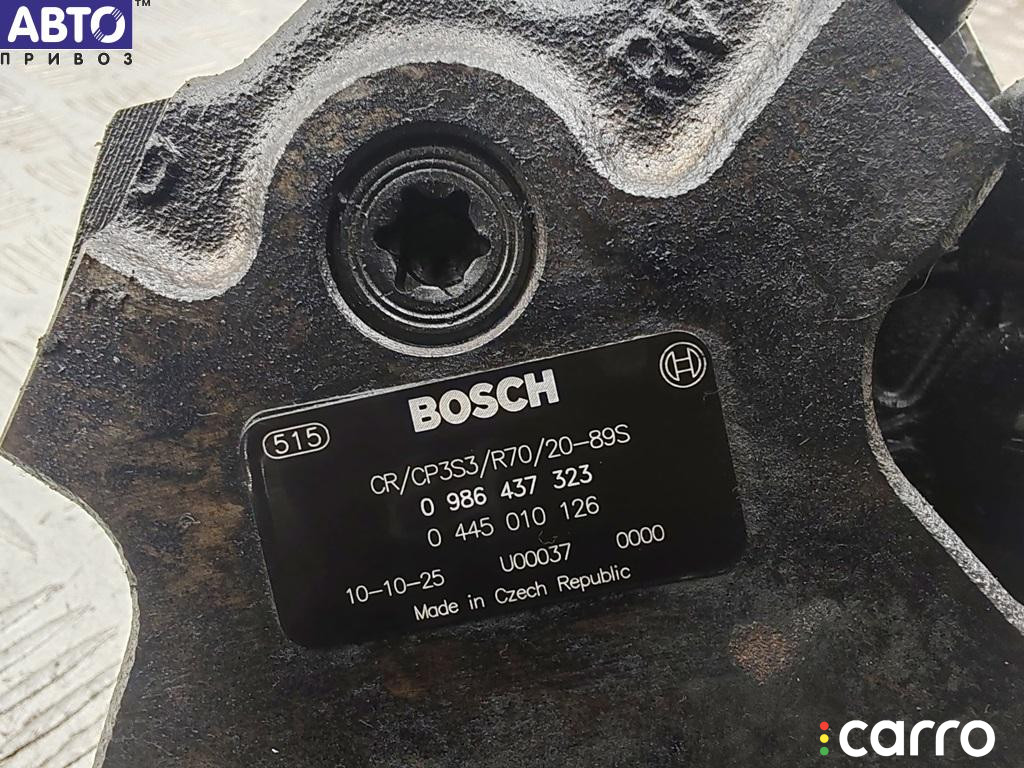 АВТО™
ПРИВОЗ
515
BOSCH
CR/CP3S3/R70/20-89S
0 986 437 323
0 445 010 126
10-10-25 U00037 0000
Made in Czech Republic
carro